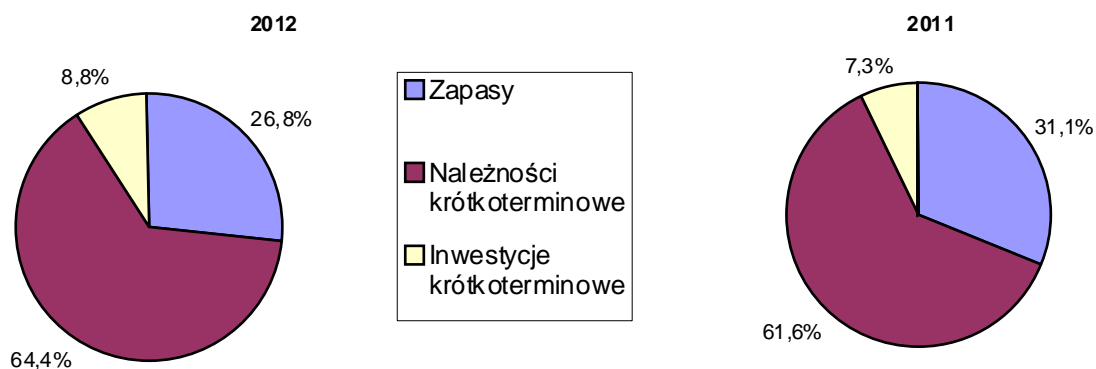 2012
2011
8,8%
26,8%
64,4%
Zapasy
Należności
krótkoterminowe
Inwestycje
krótkoterminowe
7,3%
31,1%
61,6%